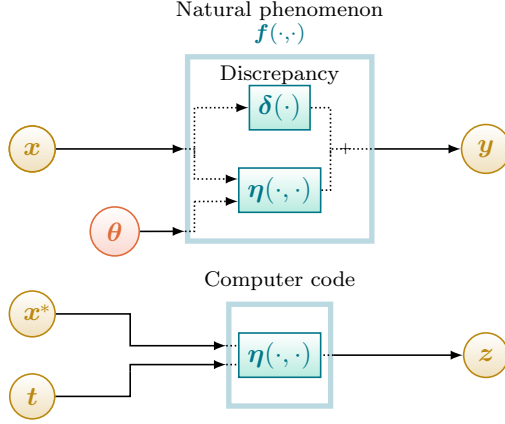 Natural phenomenon
f(·,·)
Discrepancy
δ(·)
x
+
y
η(·,·)
θ
Computer code
x*
η(·,·)
z
t